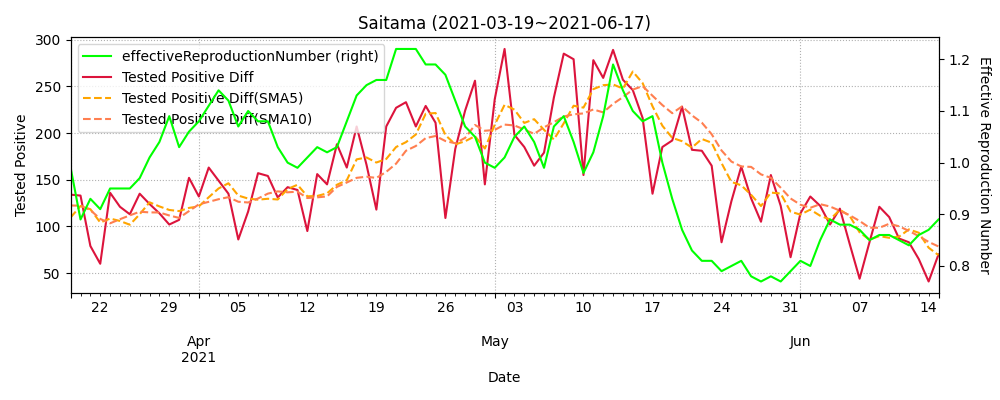 Saitama (2021-03-19~2021-06-17)
effectiveReproductionNumber (right)
Tested Positive Diff
Tested Positive Diff(SMA5)
Tested Positive Diff(SMA10)
Tested Positive
300
250
200
150
100
50
1.2
1.1
1.0
0.9
0.8
Effective Reproduction Number
22 29 05 12 19 26 03 10 17 24 31 07 14
Apr May Jun
2021
Date